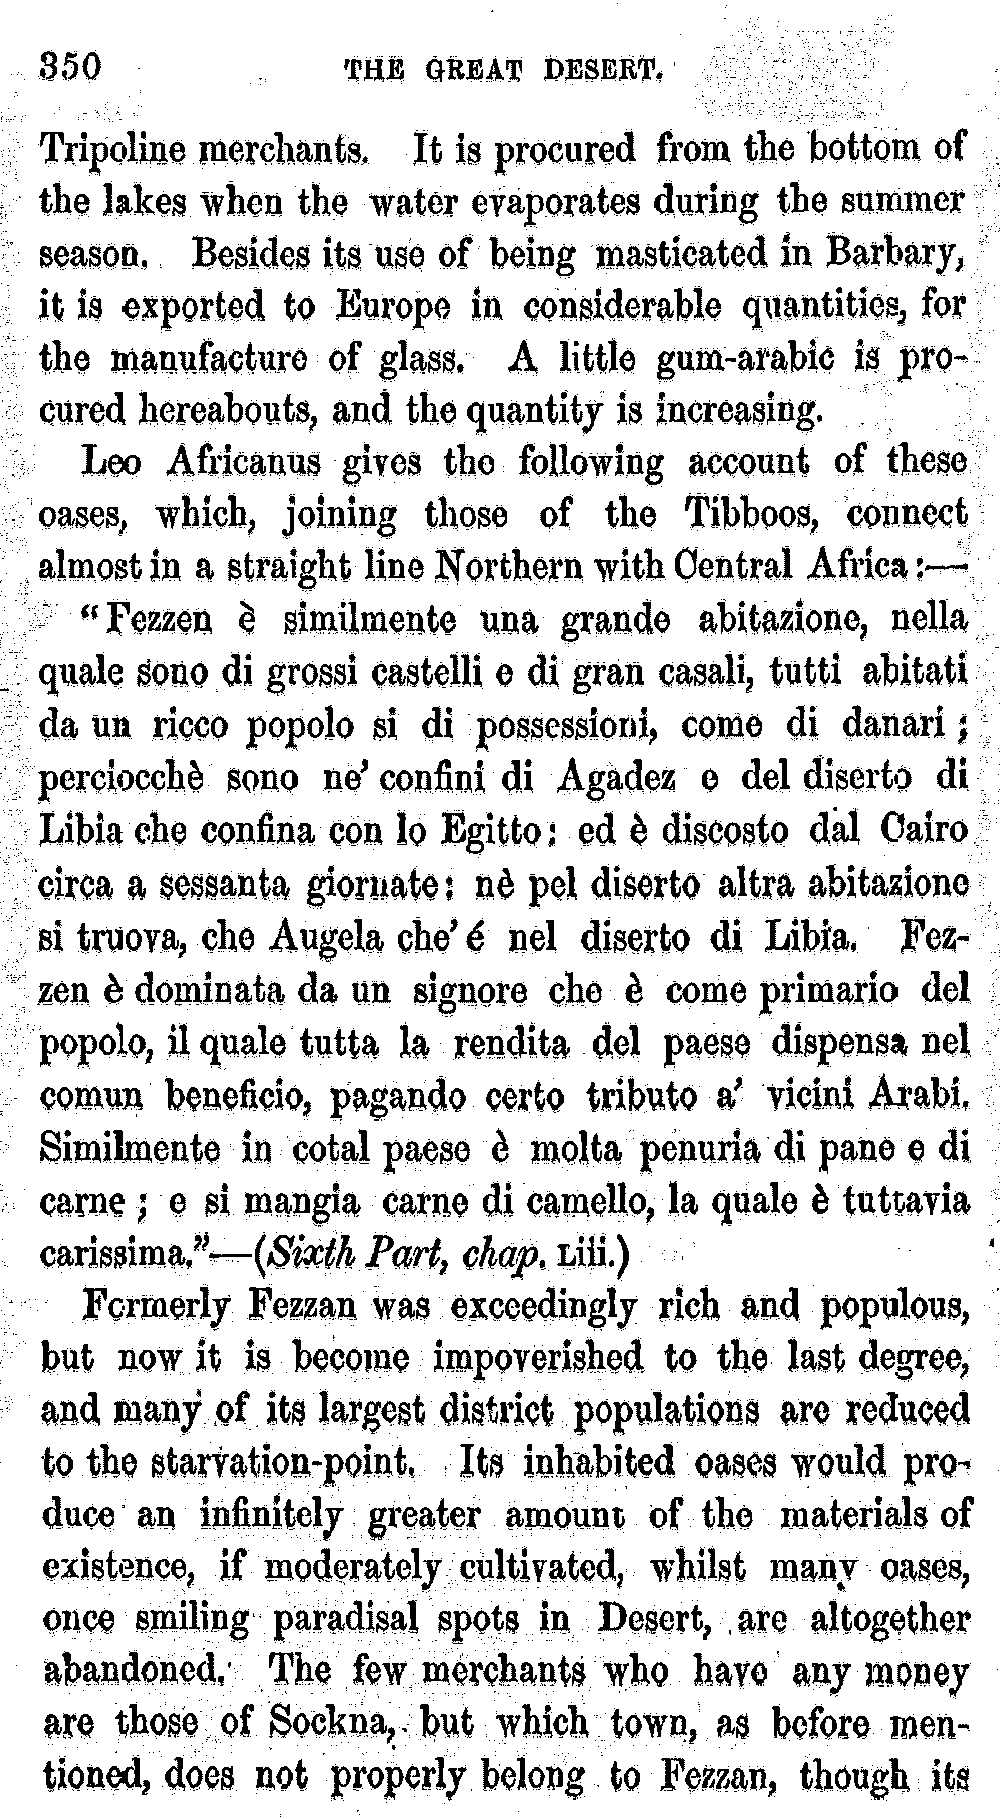 350 THE GREAT DESERT.
Tripoline merchants. It is procured from the bottom of
the lakes when the water evaporates during the summer
season. Besides its use of being masticated in Barbary,
it is exported to Europe in considerable quantities, for
the manufacture of glass. A little gum-arabic is pro-
cured hereabouts, and the quantity is increasing.
Leo Africanus gives the following account of these
oases, which, joining those of the Tibboos, connect
almost in a straight line Northern with Central Africa:—
"Fezzen è similmente una grande abitazione, nella
quale sono di grossi castelli e di gran casali, tutti abitati
da un ricco popolo si di possessioni, come di danari;
perciocchè sono ne' confini di Agadez e del diserto di
Libia che confina con lo Egitto: ed è discosto dal Cairo
circa a sessanta giornate: nè pel diserto altra abitazione
si truova, che Augela che' é nel diserto di Libia. Fez-
zen è dominata da un signore che è come primario del
popolo, il quale tutta la rendita del paese dispensa nel
comun beneficio, pagando certo tributo a' vicini Arabi.
Similmente in cotal paese è molta penuria di pane e di
carne; e si mangia carne di camello, la quale è tuttavia
carissima."—(Sixth Part, chap. Liii.)
Formerly Fezzan was exceedingly rich and populous,
but now it is become impoverished to the last degree,
and many of its largest district populations are reduced
to the starvation-point. Its inhabited oases would pro-
duce an infinitely greater amount of the materials of
existence, if moderately cultivated, whilst many oases,
once smiling paradisal spots in Desert, are altogether
abandoned. The few merchants who have any money
are those of Sockna, but which town, as before men-
tioned, does not properly belong to Fezzan, though its